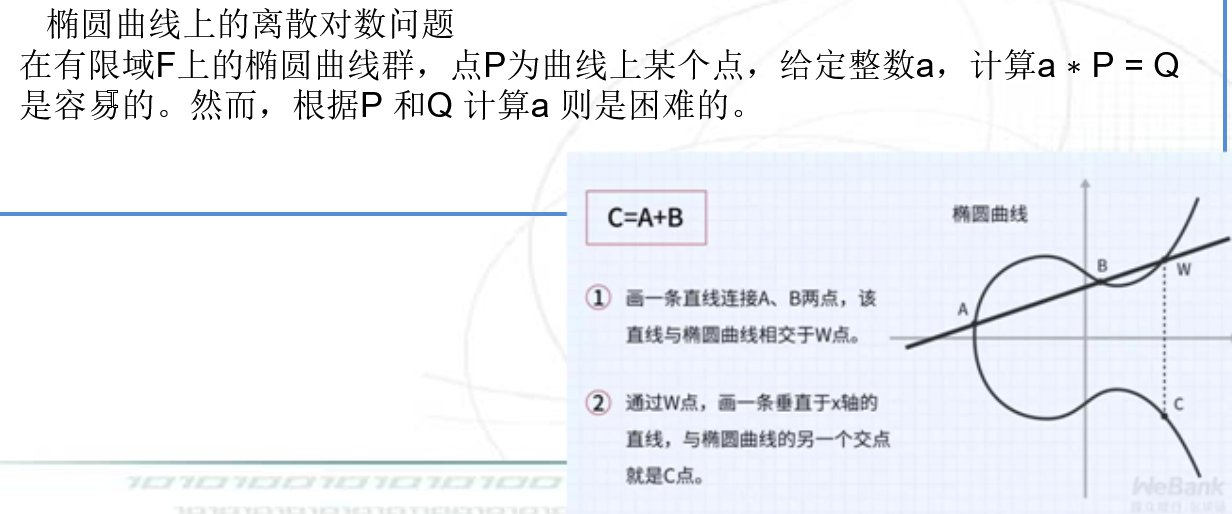 椭圆曲线上的离散对数问题
在有限域F上的椭圆曲线群，点P为曲线上某个点，给定整数a，计算a * P = Q
是容易的。然而，根据P 和Q 计算a 则是困难的。
C=A+B
椭圆曲线
① 画一条直线连接A、B两点，该
直线与椭圆曲线相交于W点。
② 通过W点，画一条垂直于x轴的
直线，与椭圆曲线的另一个交点
就是C点。
A
B
W
C
WeBank